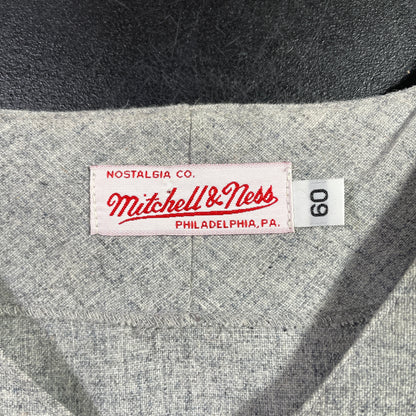 NOSTALGIA CO.
Mitchell & Ness
PHILADELPHIA, PA.
60